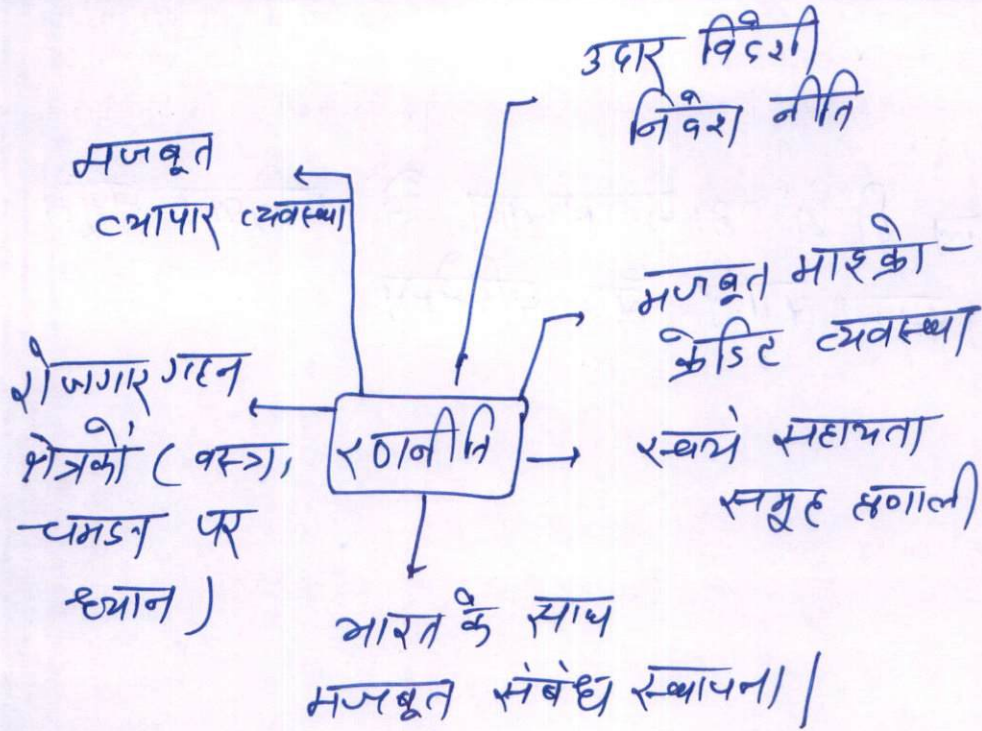 उदार विदेशी
निवेश नीति
मजबूत
व्यापार व्यवस्था
मजबूत माइक्रो-
क्रेडिट व्यवस्था
रोजगार गहन
क्षेत्रकों (वस्त्र,
चमडा पर
ध्यान)
रणनीति
स्वयं सहायता
समूह प्रणाली
भारत के साथ
मजबूत संबंध स्थापना।